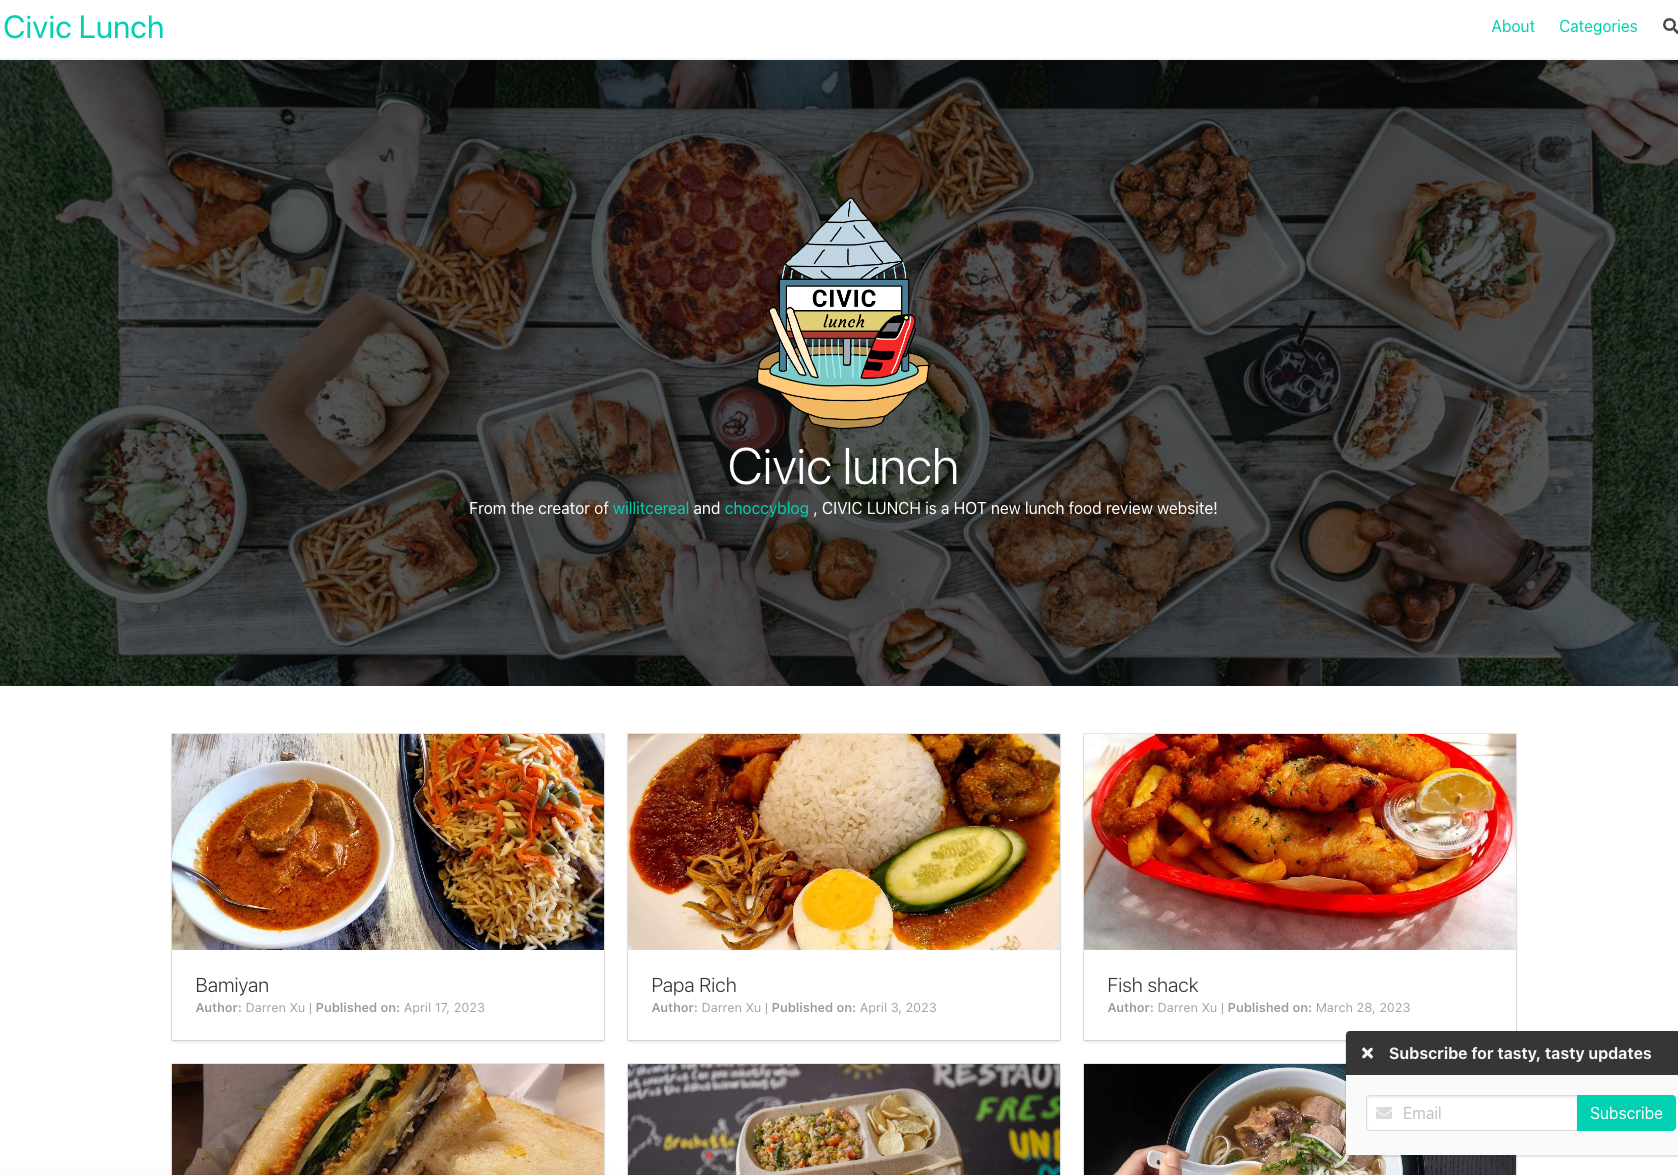 Civic Lunch
About
Categories
CIVIC
lunch
Civic lunch
From the creator of willitcereal and choccyblog , CIVIC LUNCH is a HOT new lunch food review website!
Bamiyan
Author: Darren Xu | Published on: April 17, 2023
Papa Rich
Author: Darren Xu | Published on: April 3, 2023
Fish shack
Author: Darren Xu | Published on: March 28, 2023
Subscribe for tasty, tasty updates
Email
Subscribe